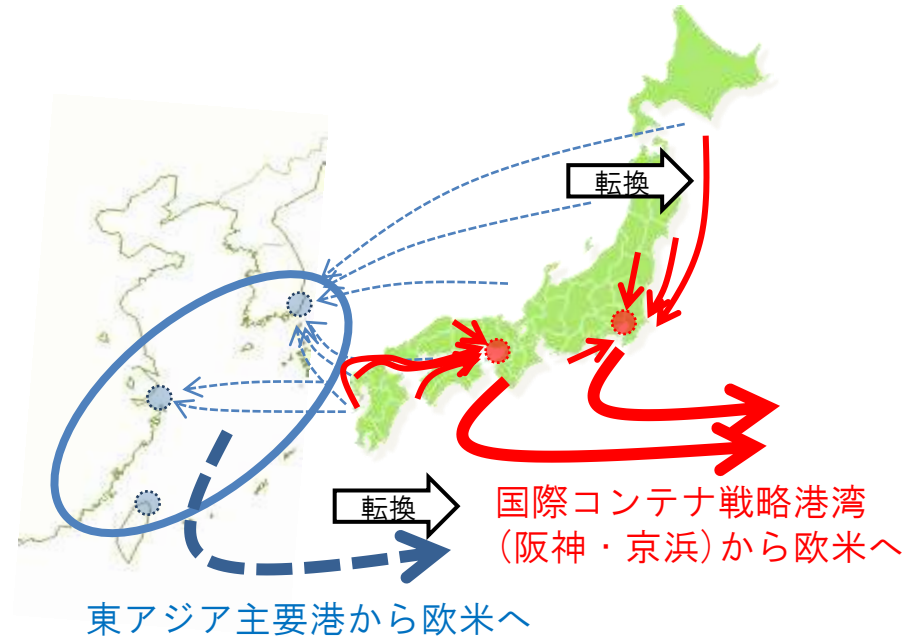 転換
転換
国際コンテナ戦略港湾
(阪神・京浜)から欧米へ
東アジア主要港から欧米へ